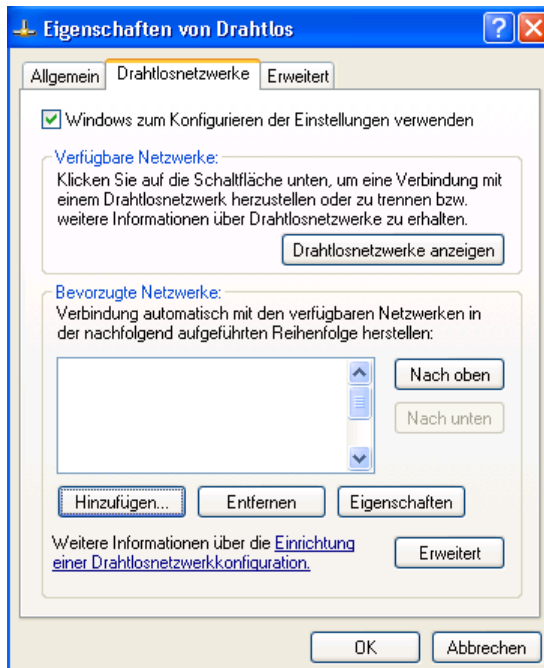 Eigenschaften von Drahtlos
Allgemein Drahtlosnetzwerke Erweitert
Windows zum Konfigurieren der Einstellungen verwenden
Verfügbare Netzwerke:
Klicken Sie auf die Schaltfläche unten, um eine Verbindung mit
einem Drahtlosnetzwerk herzustellen oder zu trennen bzw.
weitere Informationen über Drahtlosnetzwerke zu erhalten.
Drahtlosnetzwerke anzeigen
Bevorzugte Netzwerke:
Verbindung automatisch mit den verfügbaren Netzwerken in
der nachfolgend aufgeführten Reihenfolge herstellen:
Nach oben
Nach unten
Hinzufügen... Entfernen Eigenschaften
Weitere Informationen über die Einrichtung
einer Drahtlosnetzwerkkonfiguration.
Erweitert
OK Abbrechen